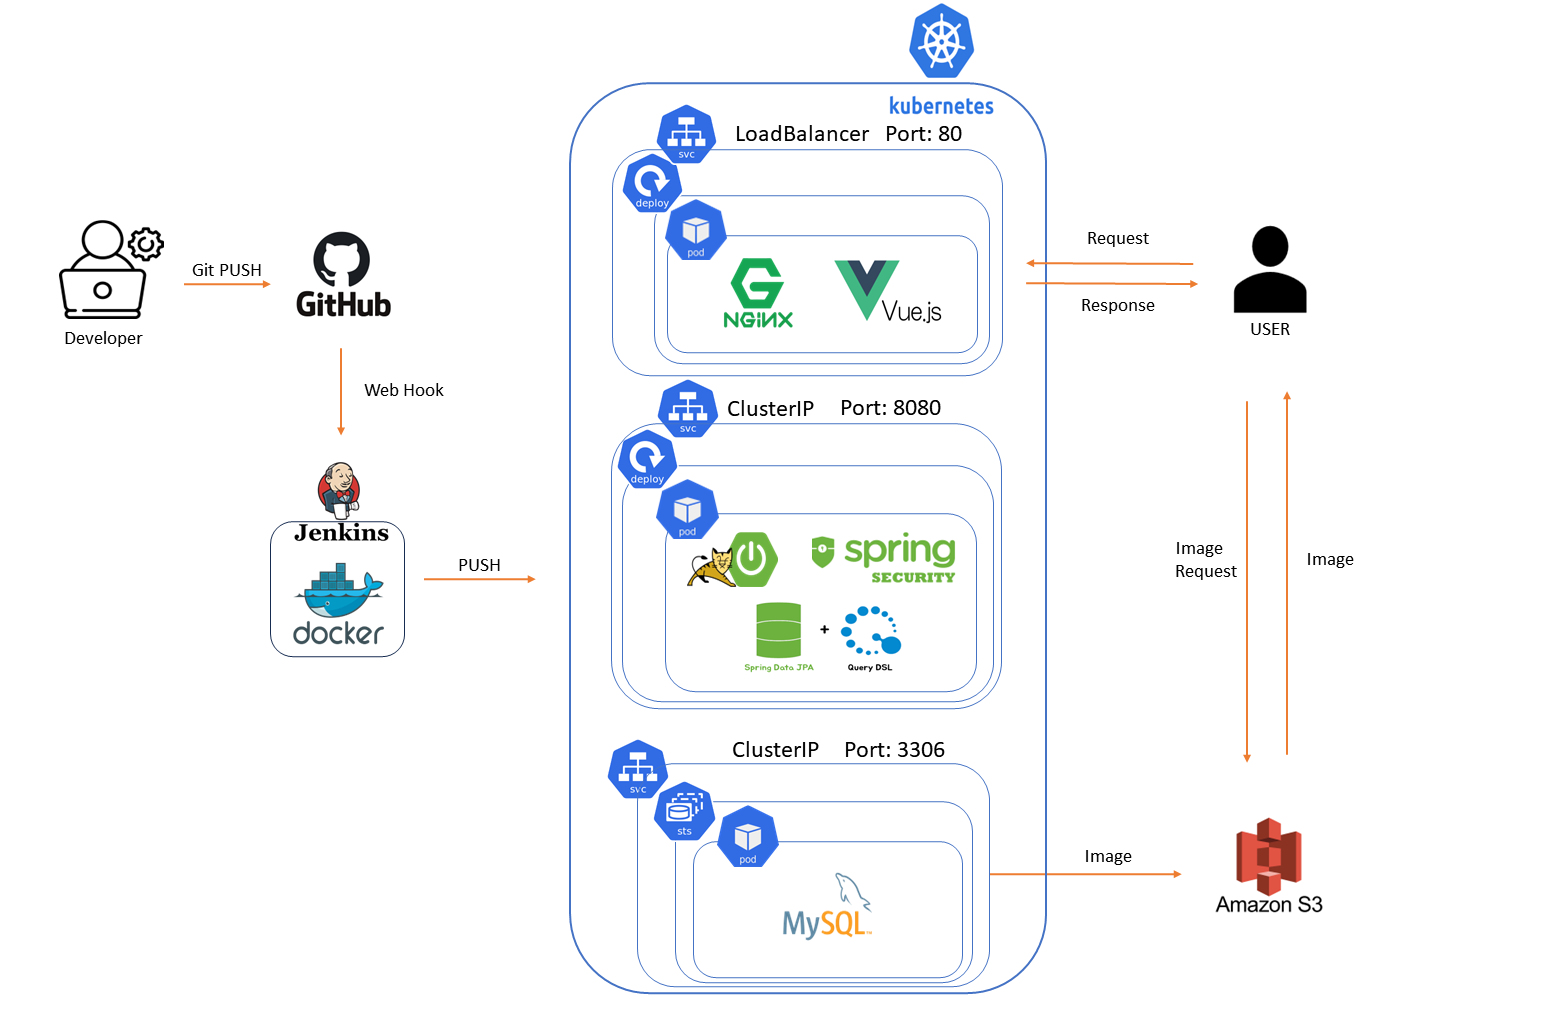 kubernetes
svc
LoadBalancer Port: 80
deploy
pod
NGINX
Vue.js
Developer
Git PUSH
GitHub
Web Hook
Request
Response
USER
svc
ClusterIP Port: 8080
deploy
pod
spring
SECURITY
+
Spring Data JPA
Query DSL
Jenkins
docker
PUSH
Image
Request
Image
svc
ClusterIP Port: 3306
sts
pod
MySQL™
Image
Amazon S3